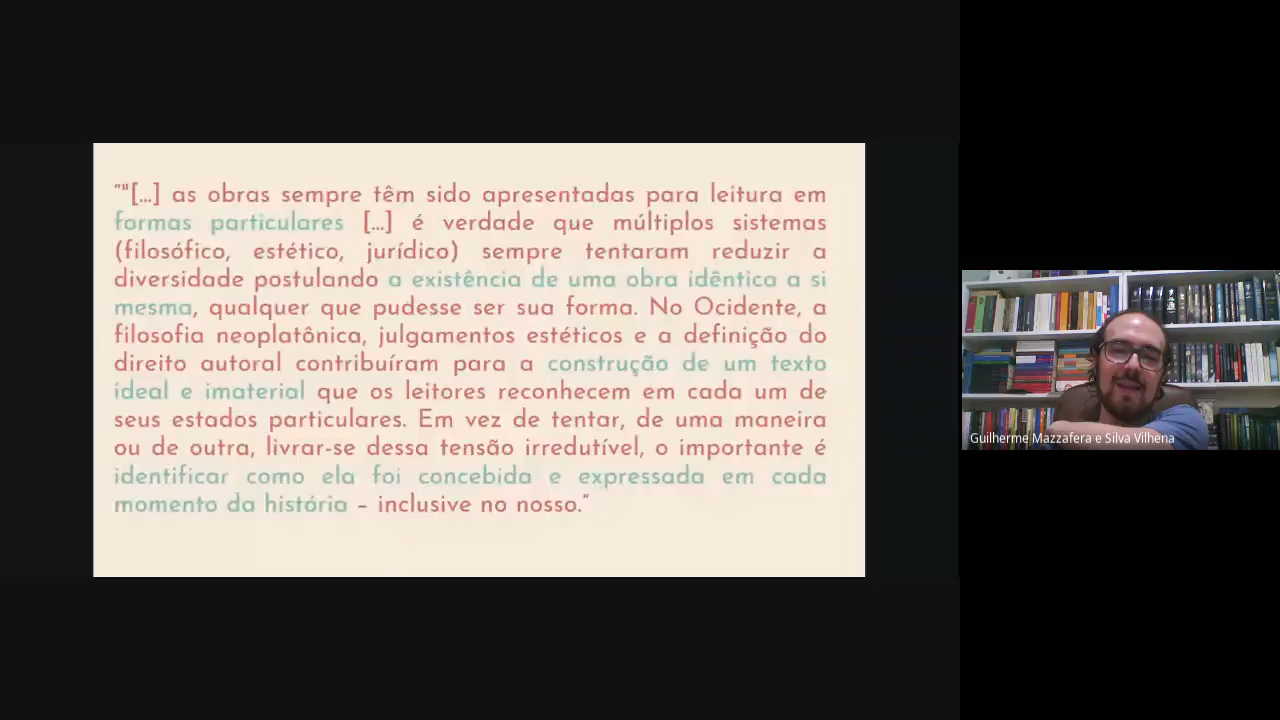 "“[...] as obras sempre têm sido apresentadas para leitura em
formas particulares [...] é verdade que múltiplos sistemas
(filosófico, estético, jurídico) sempre tentaram reduzir a
diversidade postulando a existência de uma obra idêntica a si
mesma, qualquer que pudesse ser sua forma. No Ocidente, a
filosofia neoplatônica, julgamentos estéticos e a definição do
direito autoral contribuíram para a construção de um texto
ideal e imaterial que os leitores reconhecem em cada um de
seus estados particulares. Em vez de tentar, de uma maneira
ou de outra, livrar-se dessa tensão irredutível, o importante é
identificar como ela foi concebida e expressada em cada
momento da história – inclusive no nosso.”
Guilherme Mazzafera e Silva Vilhena